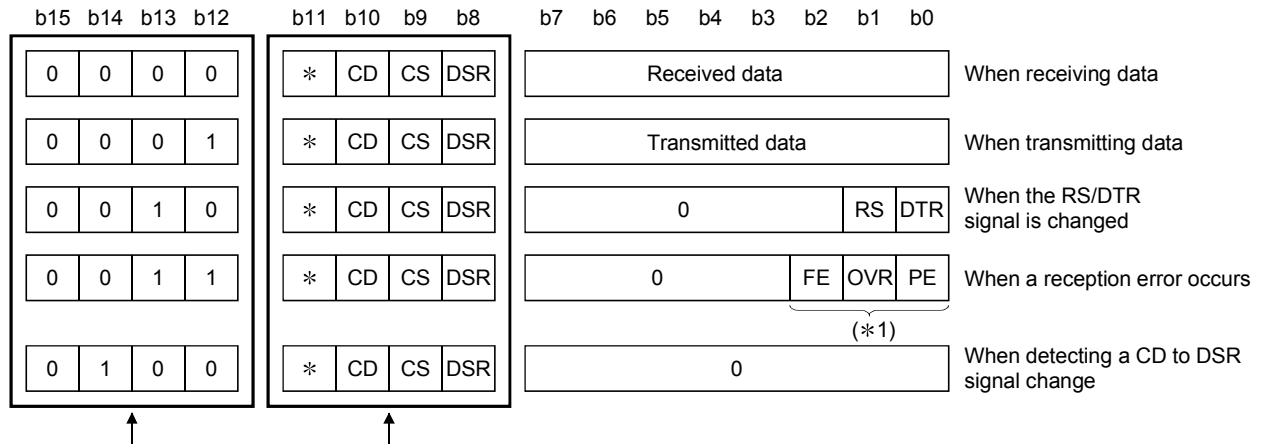 b15 b14 b13 b12 b11 b10 b9 b8 b7 b6 b5 b4 b3 b2 b1 b0
0 0 0 0 * CD CS DSR Received data When receiving data
0 0 0 1 * CD CS DSR Transmitted data When transmitting data
0 0 1 0 * CD CS DSR 0 RS DTR When the RS/DTR
signal is changed
0 0 1 1 * CD CS DSR 0 FE OVR PE When a reception error occurs
(*1)
0 1 0 0 * CD CS DSR 0 When detecting a CD to DSR
signal change